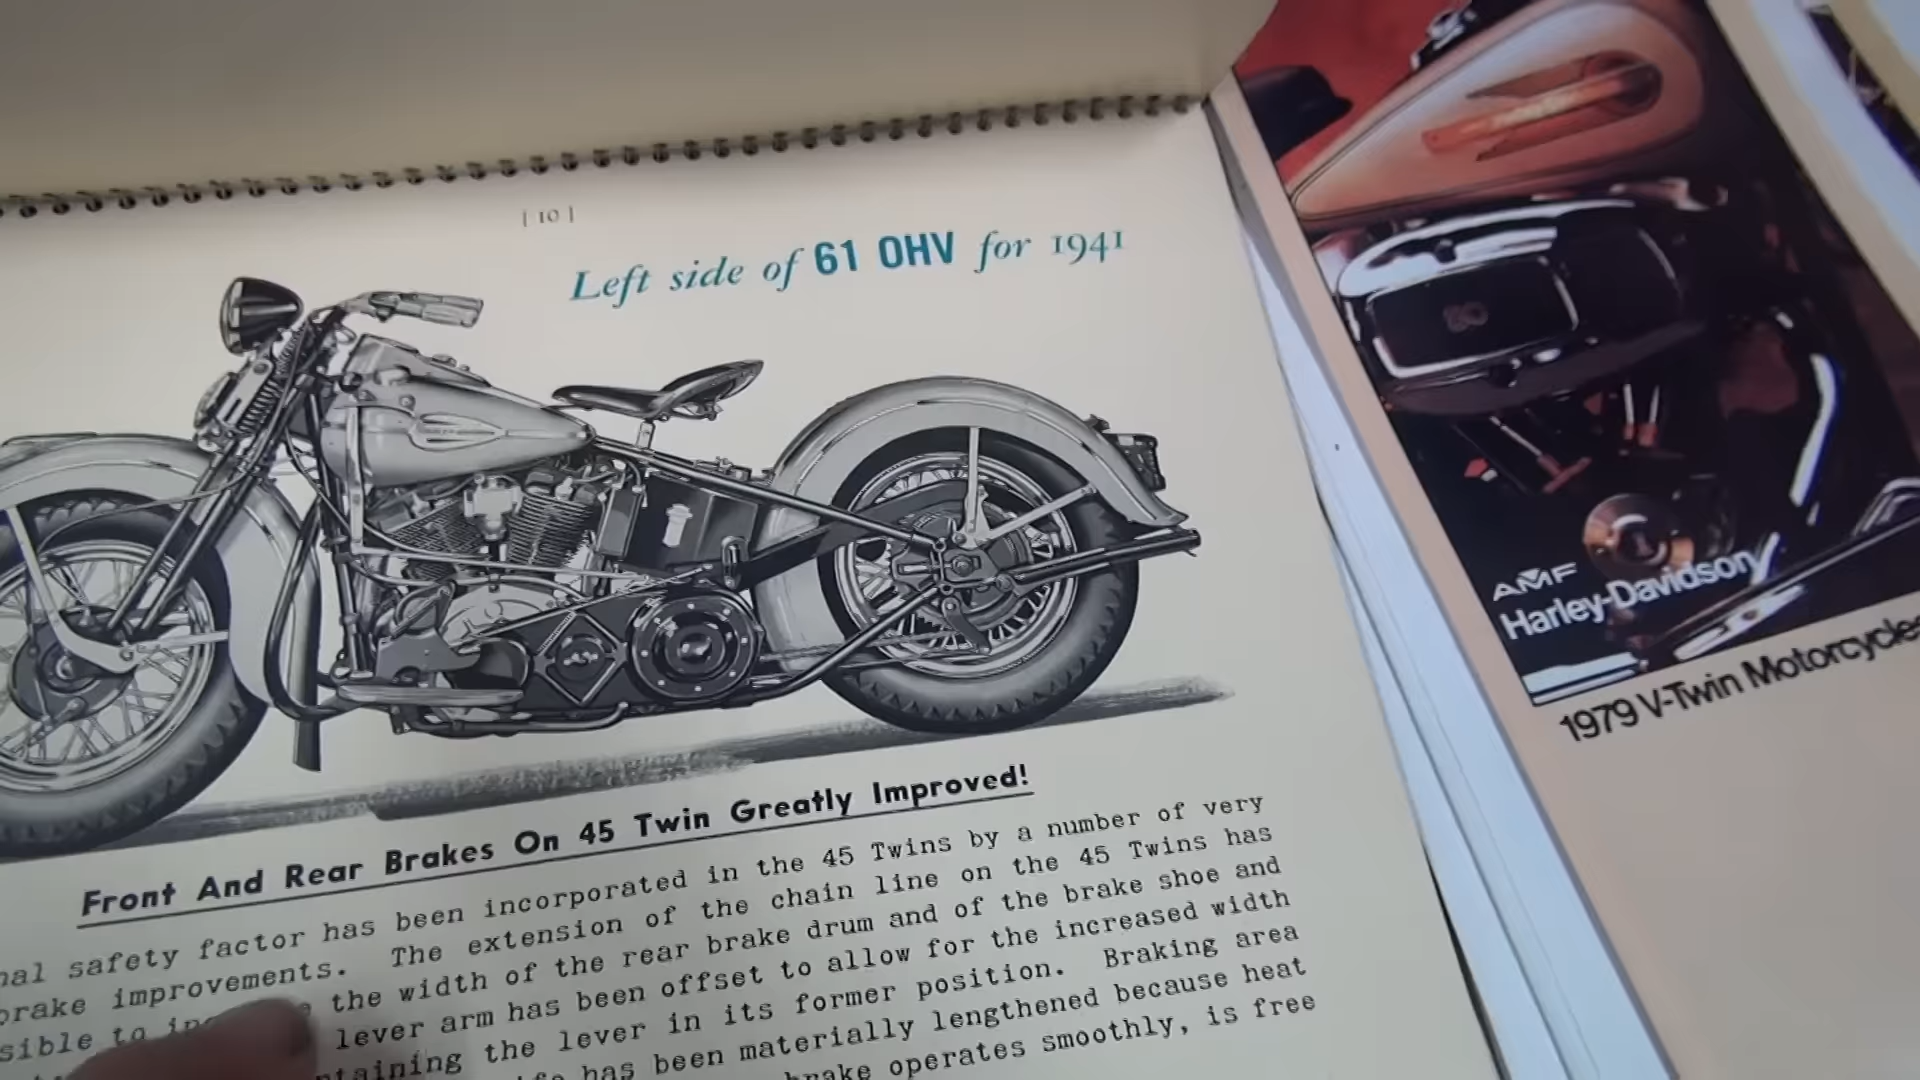 [ 10 ]
Left side of 61 OHV for 1941
Front And Rear Brakes On 45 Twin Greatly Improved!
safety factor has been incorporated in the 45 Twins by a number of very
brake improvements. The extension of the chain line on the 45 Twins has
to the width of the rear brake drum and of the brake shoe and
lever arm has been offset to allow for the increased width
the lever in its former position. Braking area
has been materially lengthened because heat
brake operates smoothly, is free
AMF
Harley-Davidson
1979 V-Twin Motorcycles